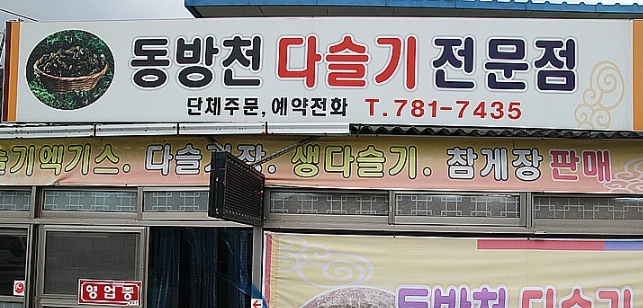 동방천 다슬기 전문점
단체주문, 예약전화 T. 781-7435
슬기액기스. 다슬기장. 생다슬기. 참게장 판매
영업중
동방천 다슬기